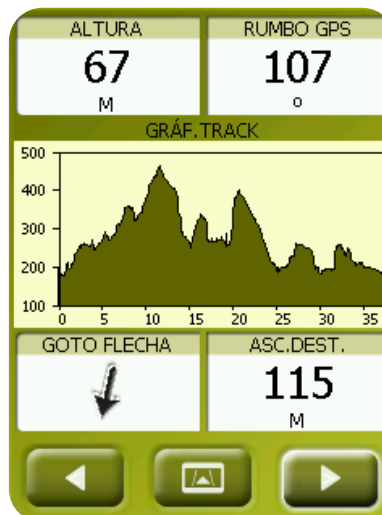 ALTURA
67
M
RUMBO GPS
107
o
GRÁF.TRACK
500
400
300
200
100
0 5 10 15 20 25 30 35
GOTO FLECHA
ASC.DEST.
115
M